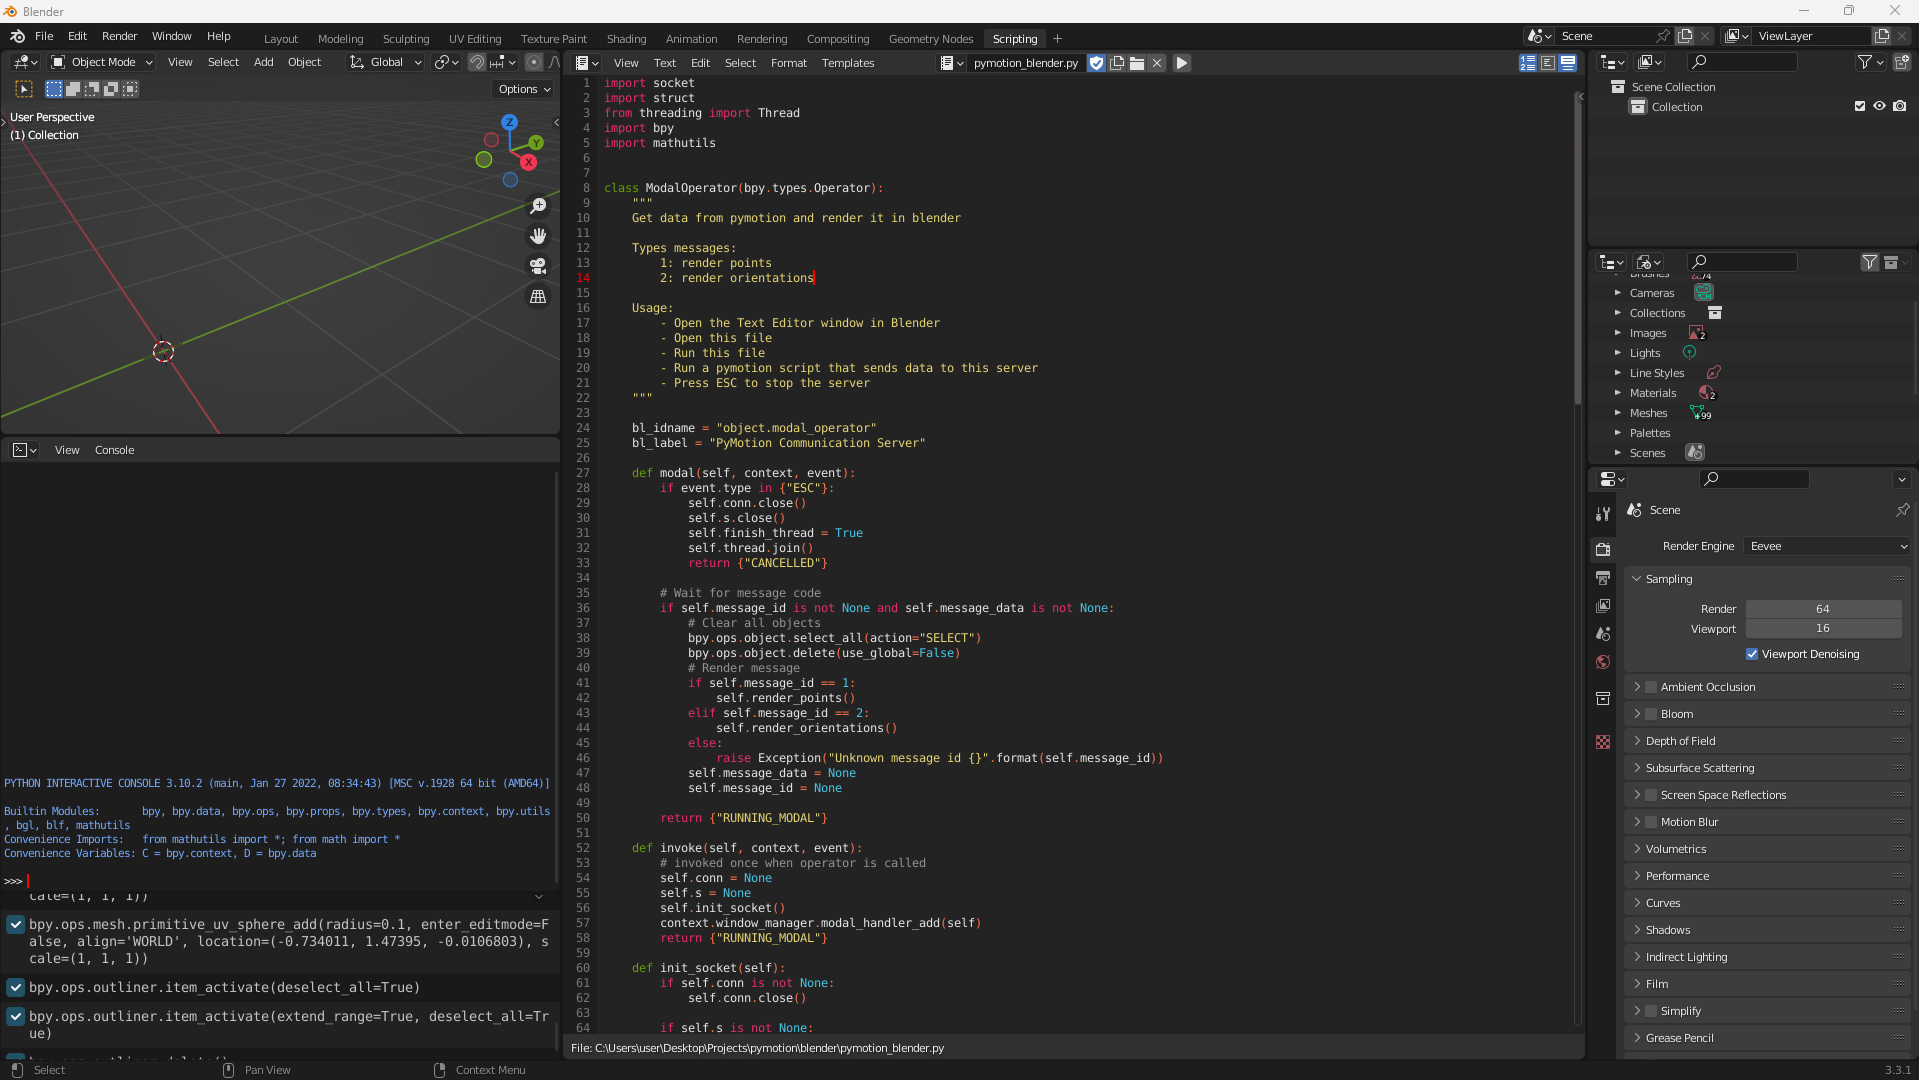 Blender
File Edit Render Window Help Layout Modeling Sculpting UV Editing Texture Paint Shading Animation Rendering Compositing Geometry Nodes Scripting + Scene ViewLayer
Object Mode View Select Add Object Global
Options
User Perspective
(1) Collection
Z
Y
X
View Text Edit Select Format Templates pymotion_blender.py
1 import socket
2 import struct
3 from threading import Thread
4 import bpy
5 import mathutils
6
7
8 class ModalOperator(bpy.types.Operator):
9 """
10 Get data from pymotion and render it in blender
11
12 Types messages:
13 1: render points
14 2: render orientations
15
16 Usage:
17 - Open the Text Editor window in Blender
18 - Open this file
19 - Run this file
20 - Run a pymotion script that sends data to this server
21 - Press ESC to stop the server
22 """
23
24 bl_idname = "object.modal_operator"
25 bl_label = "PyMotion Communication Server"
26
27 def modal(self, context, event):
28 if event.type in {"ESC"}:
29 self.conn.close()
30 self.s.close()
31 self.finish_thread = True
32 self.thread.join()
33 return {"CANCELLED"}
34
35 # Wait for message code
36 if self.message_id is not None and self.message_data is not None:
37 # Clear all objects
38 bpy.ops.object.select_all(action="SELECT")
39 bpy.ops.object.delete(use_global=False)
40 # Render message
41 if self.message_id == 1:
42 self.render_points()
43 elif self.message_id == 2:
44 self.render_orientations()
45 else:
46 raise Exception("Unknown message id {}".format(self.message_id))
47 self.message_data = None
48 self.message_id = None
49
50 return {"RUNNING_MODAL"}
51
52 def invoke(self, context, event):
53 # invoked once when operator is called
54 self.conn = None
55 self.s = None
56 self.init_socket()
57 context.window_manager.modal_handler_add(self)
58 return {"RUNNING_MODAL"}
59
60 def init_socket(self):
61 if self.conn is not None:
62 self.conn.close()
63
64 if self.s is not None:
File: C:\Users\user\Desktop\Projects\pymotion\blender\pymotion_blender.py
View Console
PYTHON INTERACTIVE CONSOLE 3.10.2 (main, Jan 27 2022, 08:34:43) [MSC v.1928 64 bit (AMD64)]
Builtin Modules: bpy, bpy.data, bpy.ops, bpy.props, bpy.types, bpy.context, bpy.utils
, bgl, blf, mathutils
Convenience Imports: from mathutils import *; from math import *
Convenience Variables: C = bpy.context, D = bpy.data
>>>
cale=(1, 1, 1))
bpy.ops.mesh.primitive_uv_sphere_add(radius=0.1, enter_editmode=F
alse, align='WORLD', location=(-0.734011, 1.47395, -0.0106803), s
cale=(1, 1, 1))
bpy.ops.outliner.item_activate(deselect_all=True)
bpy.ops.outliner.item_activate(extend_range=True, deselect_all=Tr
ue)
Scene Collection
Collection
Brushes 74
Cameras
Collections
Images 2
Lights
Line Styles
Materials 2
Meshes +99
Palettes
Scenes
Scene
Render Engine Eevee
Sampling
Render 64
Viewport 16
Viewport Denoising
Ambient Occlusion
Bloom
Depth of Field
Subsurface Scattering
Screen Space Reflections
Motion Blur
Volumetrics
Performance
Curves
Shadows
Indirect Lighting
Film
Simplify
Grease Pencil
Select Pan View Context Menu 3.3.1